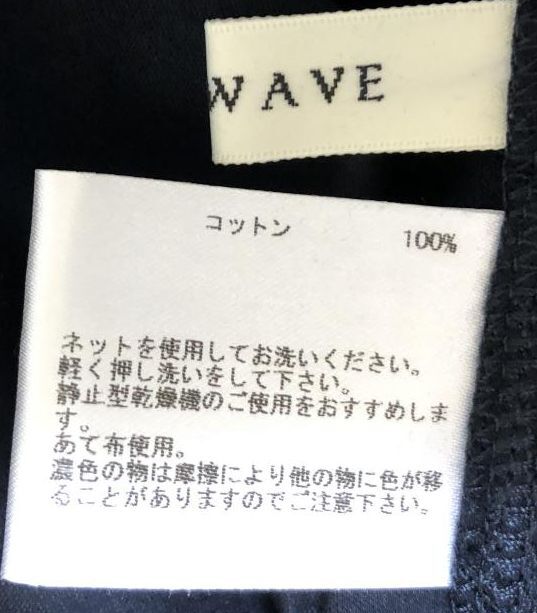 WAVE
コットン 100%
ネットを使用してお洗いください。
軽く押し洗いをして下さい。
静止型乾燥機のご使用をおすすめしま
す。
あて布使用。
濃色の物は摩擦により他の物に色が移
ることがありますのでご注意下さい。